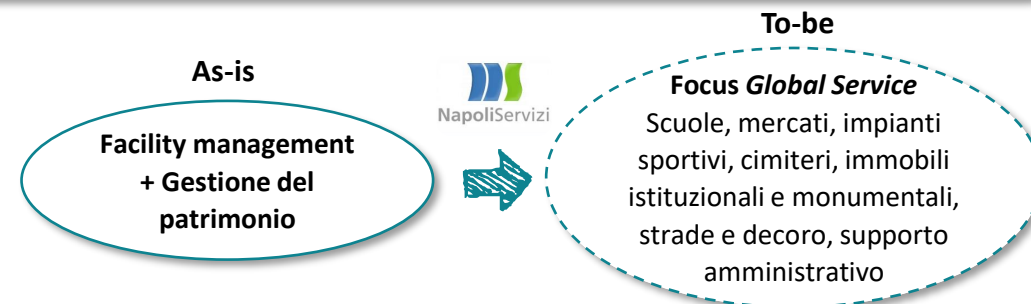 As-is
Facility management
+ Gestione del
patrimonio
NapoliServizi
To-be
Focus Global Service
Scuole, mercati, impianti
sportivi, cimiteri, immobili
istituzionali e monumentali,
strade e decoro, supporto
amministrativo